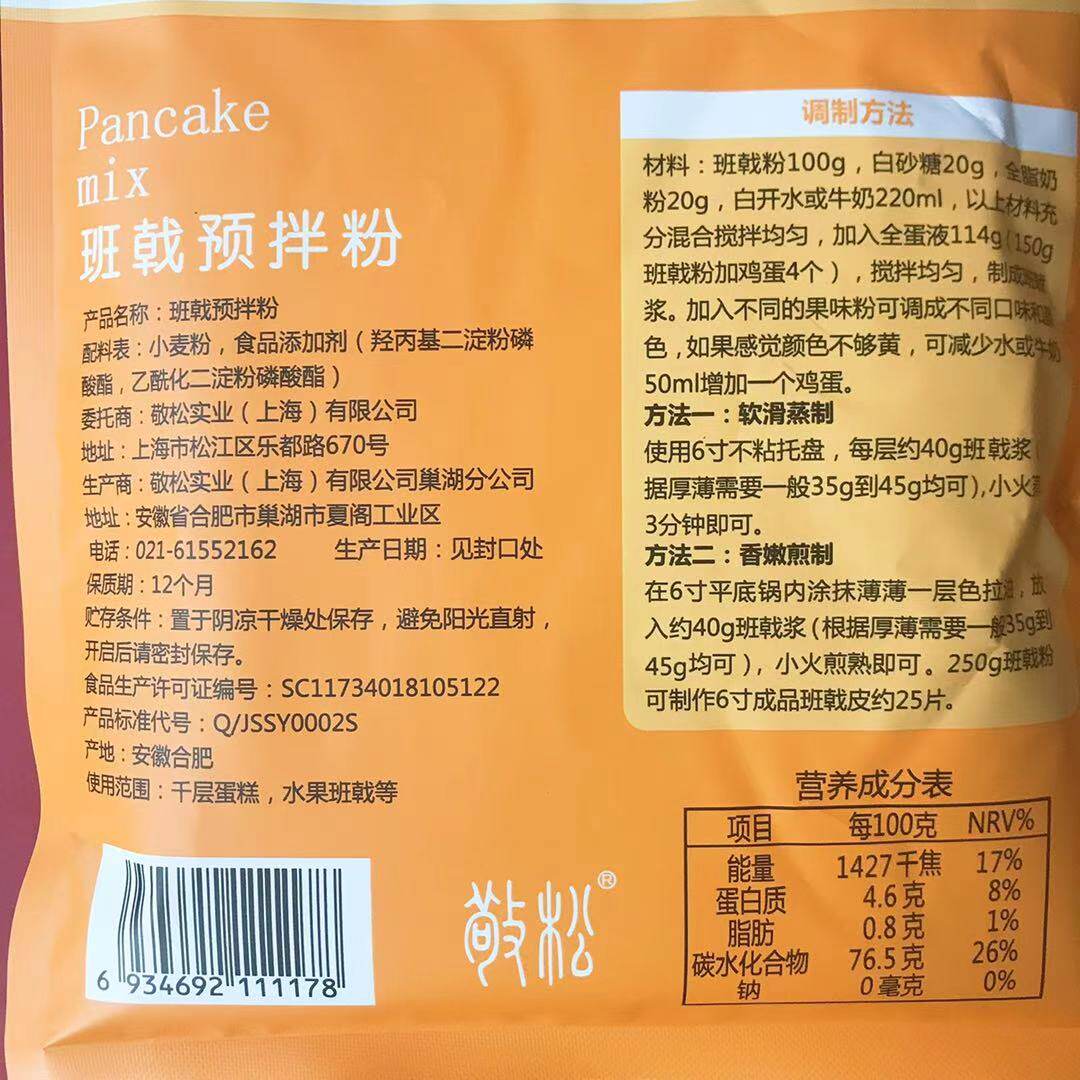 Pancake
mix
班戟预拌粉
产品名称：班戟预拌粉
配料表：小麦粉，食品添加剂（羟丙基二淀粉磷
酸酯，乙酰化二淀粉磷酸酯）
委托商：敬松实业（上海）有限公司
地址：上海市松江区乐都路670号
生产商：敬松实业（上海）有限公司巢湖分公司
地址：安徽省合肥市巢湖市夏阁工业区
电话：021-61552162 生产日期：见封口处
保质期：12个月
贮存条件：置于阴凉干燥处保存，避免阳光直射，
开启后请密封保存。
食品生产许可证编号：SC11734018105122
产品标准代号：Q/JSSY0002S
产地：安徽合肥
使用范围：千层蛋糕，水果班戟等
6 934692 111178
敬松®
调制方法
材料：班戟粉100g，白砂糖20g，全脂奶
粉20g，白开水或牛奶220ml，以上材料充
分混合搅拌均匀，加入全蛋液114g（150g
班戟粉加鸡蛋4个），搅拌均匀，制成
浆。加入不同的果味粉可调成不同口味和
色，如果感觉颜色不够黄，可减少水或牛奶
50ml增加一个鸡蛋。
方法一：软滑蒸制
使用6寸不粘托盘，每层约40g班戟浆（
据厚薄需要一般35g到45g均可），小火
3分钟即可。
方法二：香嫩煎制
在6寸平底锅内涂抹薄薄一层色拉油，放
入约40g班戟浆（根据厚薄需要一般35g到
45g均可），小火煎熟即可。250g班戟粉
可制作6寸成品班戟皮约25片。
营养成分表
项目 每100克 NRV%
能量 1427千焦 17%
蛋白质 4.6克 8%
脂肪 0.8克 1%
碳水化合物 76.5克 26%
钠 0毫克 0%